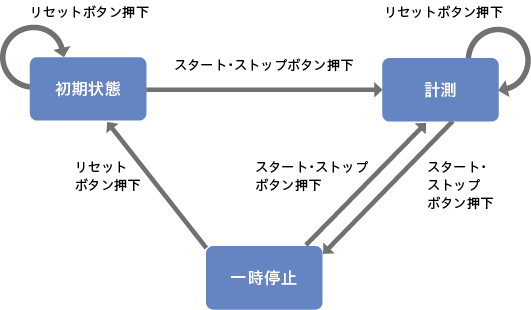 リセットボタン押下
リセットボタン押下
初期状態
スタート・ストップボタン押下
計測
リセット
ボタン押下
スタート・ストップ
ボタン押下
スタート・
ストップ
ボタン押下
一時停止